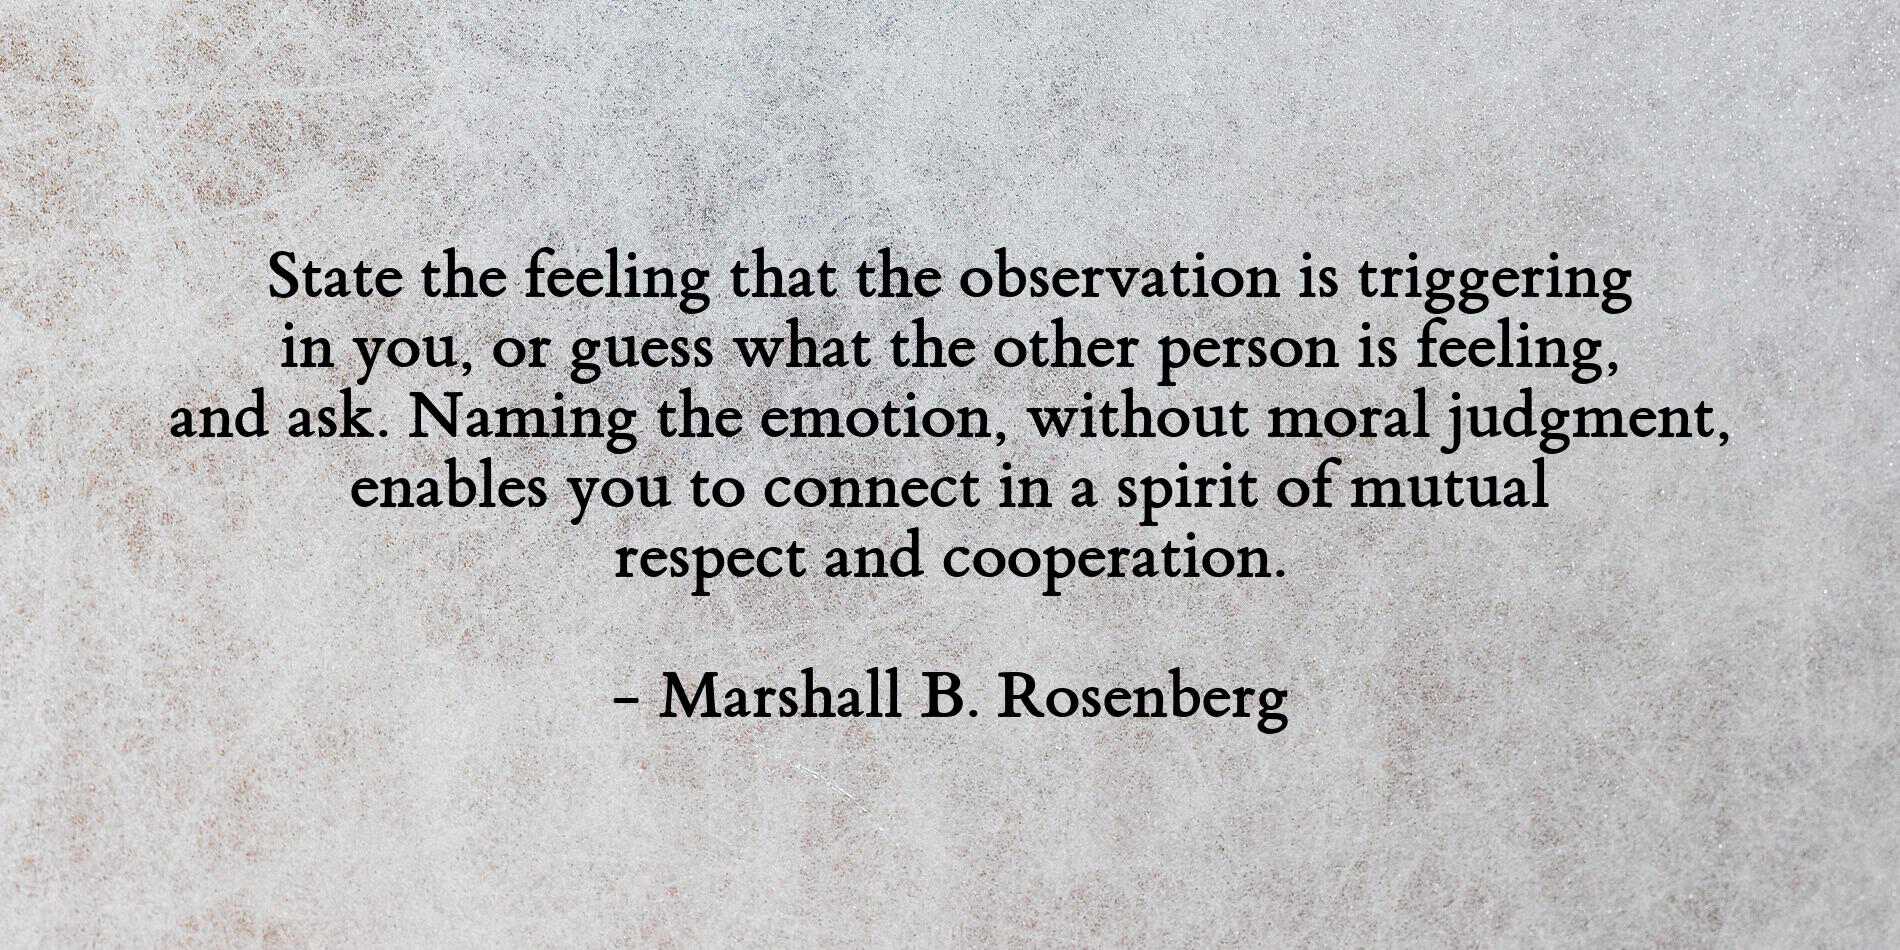 State the feeling that the observation is triggering
in you, or guess what the other person is feeling,
and ask. Naming the emotion, without moral judgment,
enables you to connect in a spirit of mutual
respect and cooperation.
- Marshall B. Rosenberg